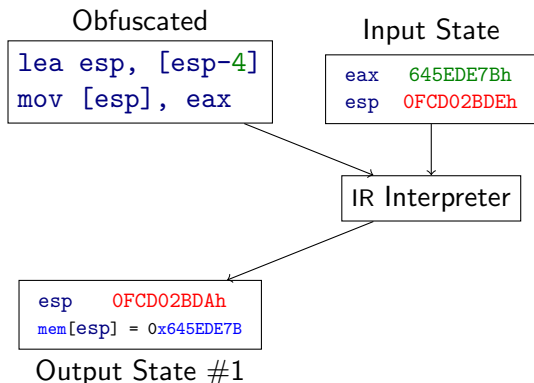 Obfuscated
lea esp, [esp-4]
mov [esp], eax
Input State
eax 645EDE7Bh
esp 0FCD02BDEh
IR Interpreter
esp 0FCD02BDAh
mem[esp] = 0x645EDE7B
Output State #1